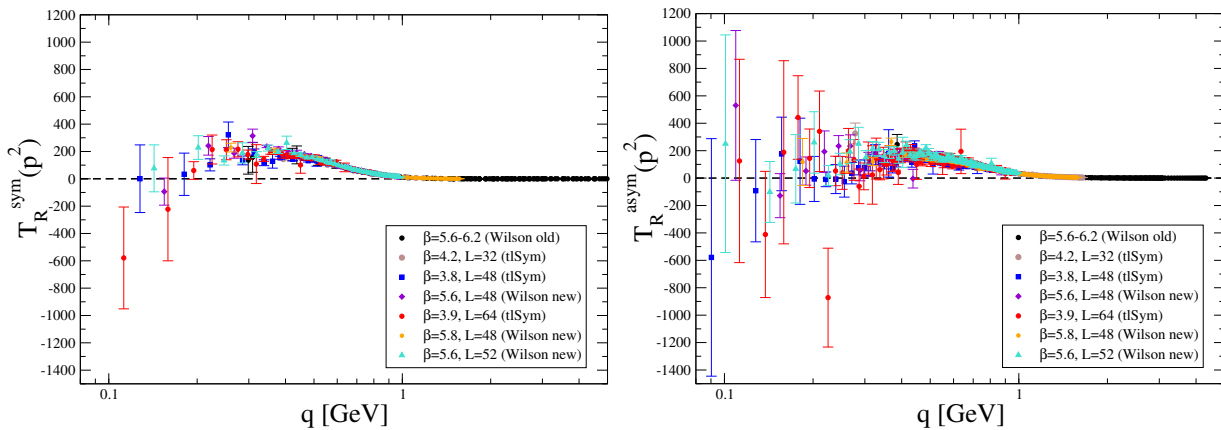 1200
1000
800
600
400
200
0
-200
-400
-600
-800
-1000
-1200
-1400
T_R^sym(p^2)
0.1
1
q [GeV]
β=5.6-6.2 (Wilson old)
β=4.2, L=32 (tlSym)
β=3.8, L=48 (tlSym)
β=5.6, L=48 (Wilson new)
β=3.9, L=64 (tlSym)
β=5.8, L=48 (Wilson new)
β=5.6, L=52 (Wilson new)
1200
1000
800
600
400
200
0
-200
-400
-600
-800
-1000
-1200
-1400
T_R^asym(p^2)
0.1
1
q [GeV]
β=5.6-6.2 (Wilson old)
β=4.2, L=32 (tlSym)
β=3.8, L=48 (tlSym)
β=5.6, L=48 (Wilson new)
β=3.9, L=64 (tlSym)
β=5.8, L=48 (Wilson new)
β=5.6, L=52 (Wilson new)